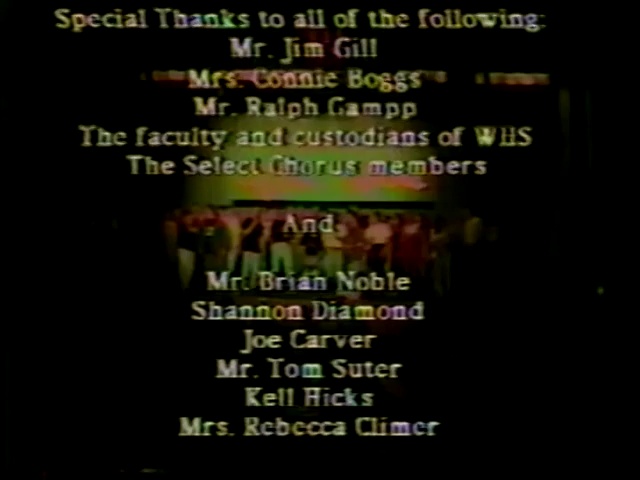 Special Thanks to all of the following:
Mr. Jim Gill
Mrs. Connie Boggs
Mr. Ralph Gampp
The faculty and custodians of WHS
The Select Chorus members
And
Mr. Brian Noble
Shannon Diamond
Joe Carver
Mr. Tom Suter
Kell Hicks
Mrs. Rebecca Climer